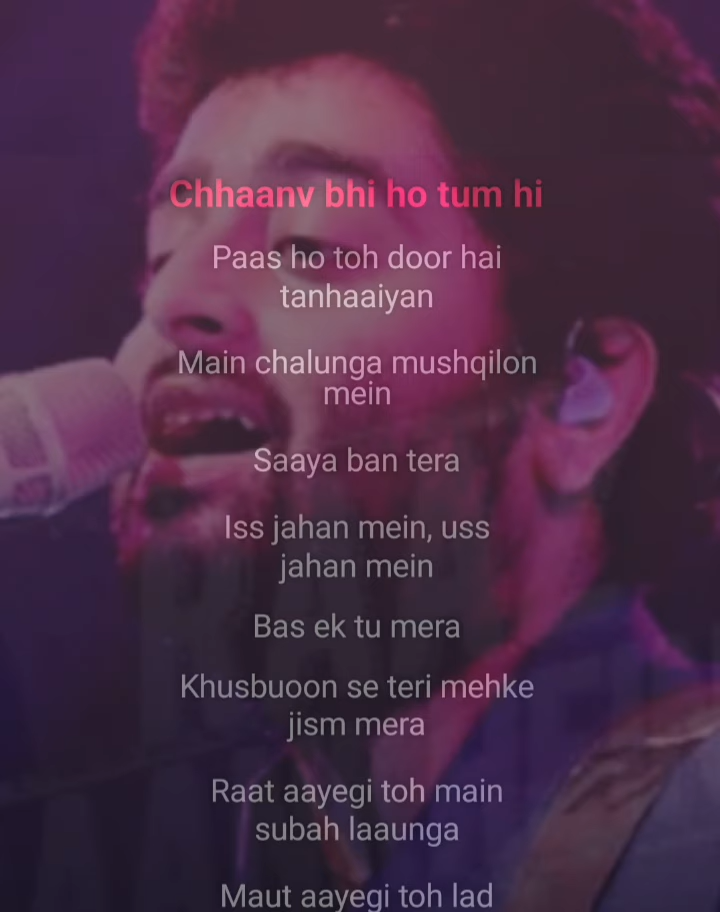 Chhaanv bhi ho tum hi
Paas ho toh door hai
tanhaaiyan
Main chalunga mushqilon
mein
Saaya ban tera
Iss jahan mein, uss
jahan mein
Bas ek tu mera
Khusbuoon se teri mehke
jism mera
Raat aayegi toh main
subah laaunga
Maut aayegi toh lad